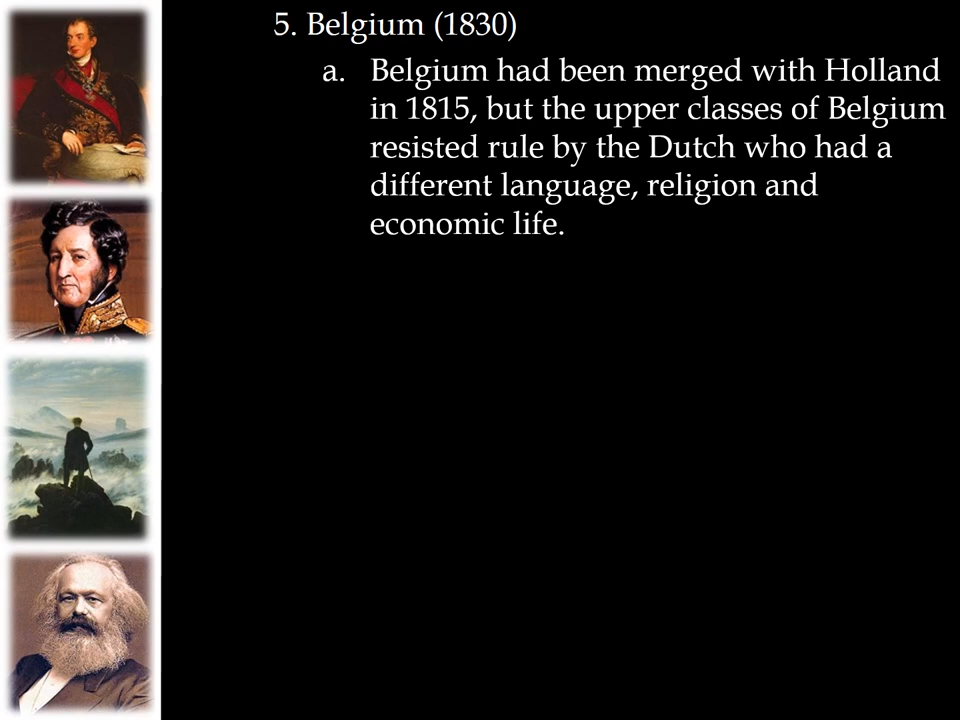 5. Belgium (1830)
a. Belgium had been merged with Holland
in 1815, but the upper classes of Belgium
resisted rule by the Dutch who had a
different language, religion and
economic life.